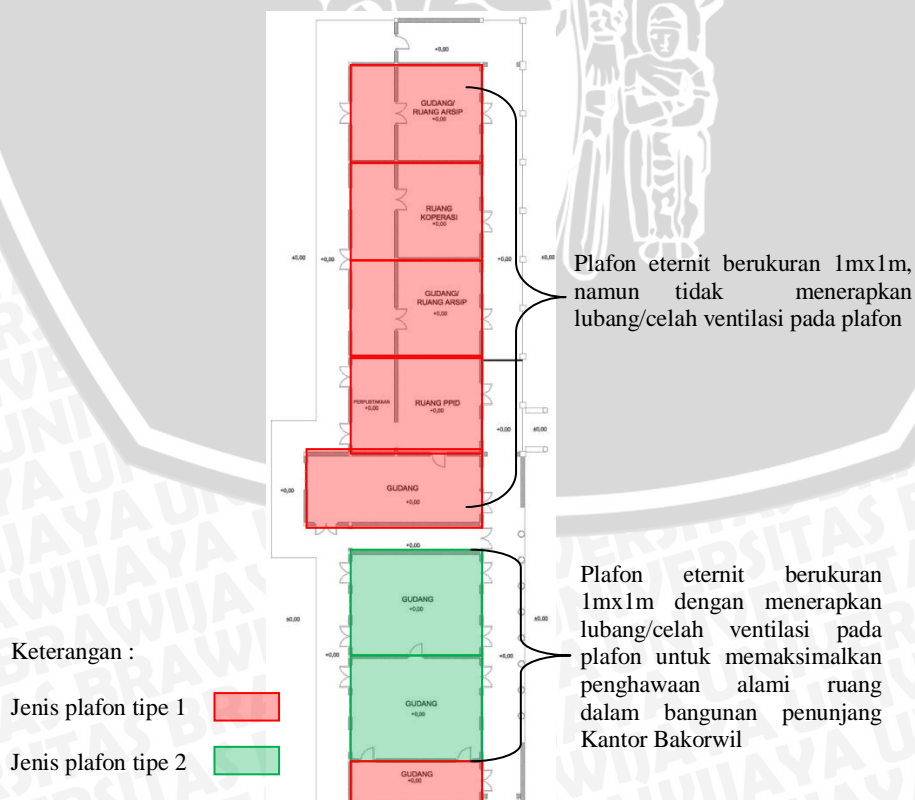 +0,00
GUDANG/
RUANG ARSIP
+0,00
RUANG
KOPERASI
+0,00
±0,00 +0,00 +0,00 ±0,00
GUDANG/
RUANG ARSIP
+0,00
Plafon eternit berukuran 1mx1m,
namun tidak menerapkan
lubang/celah ventilasi pada plafon
PERPUSTAKAAN
+0,00
RUANG PPID
+0,00
+0,00 ±0,00
GUDANG
+0,00
+0,00
+0,00
GUDANG
+0,00
±0,00 ±0,00
+0,00 +0,00
GUDANG
+0,00
GUDANG
+0,00
Plafon eternit berukuran
1mx1m dengan menerapkan
lubang/celah ventilasi pada
plafon untuk memaksimalkan
penghawaan alami ruang
dalam bangunan penunjang
Kantor Bakorwil
Keterangan :
Jenis plafon tipe 1
Jenis plafon tipe 2